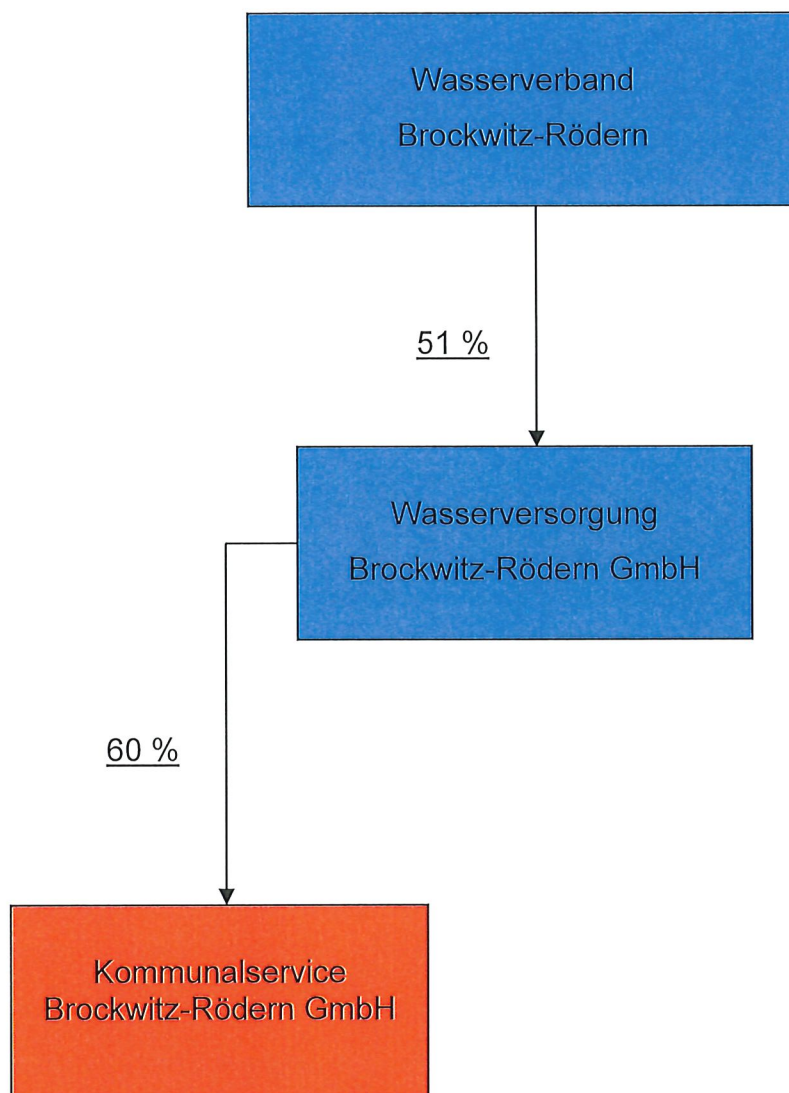 Wasserverband
Brockwitz-Rödern
51 %
Wasserversorgung
Brockwitz-Rödern GmbH
60 %
Kommunalservice
Brockwitz-Rödern GmbH